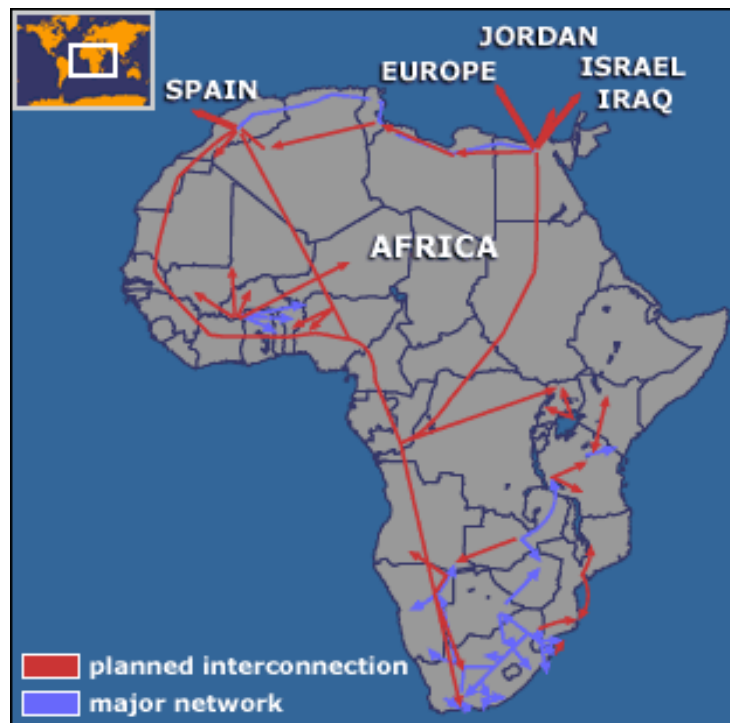 JORDAN
EUROPE
ISRAEL
IRAQ
SPAIN
AFRICA
planned interconnection
major network